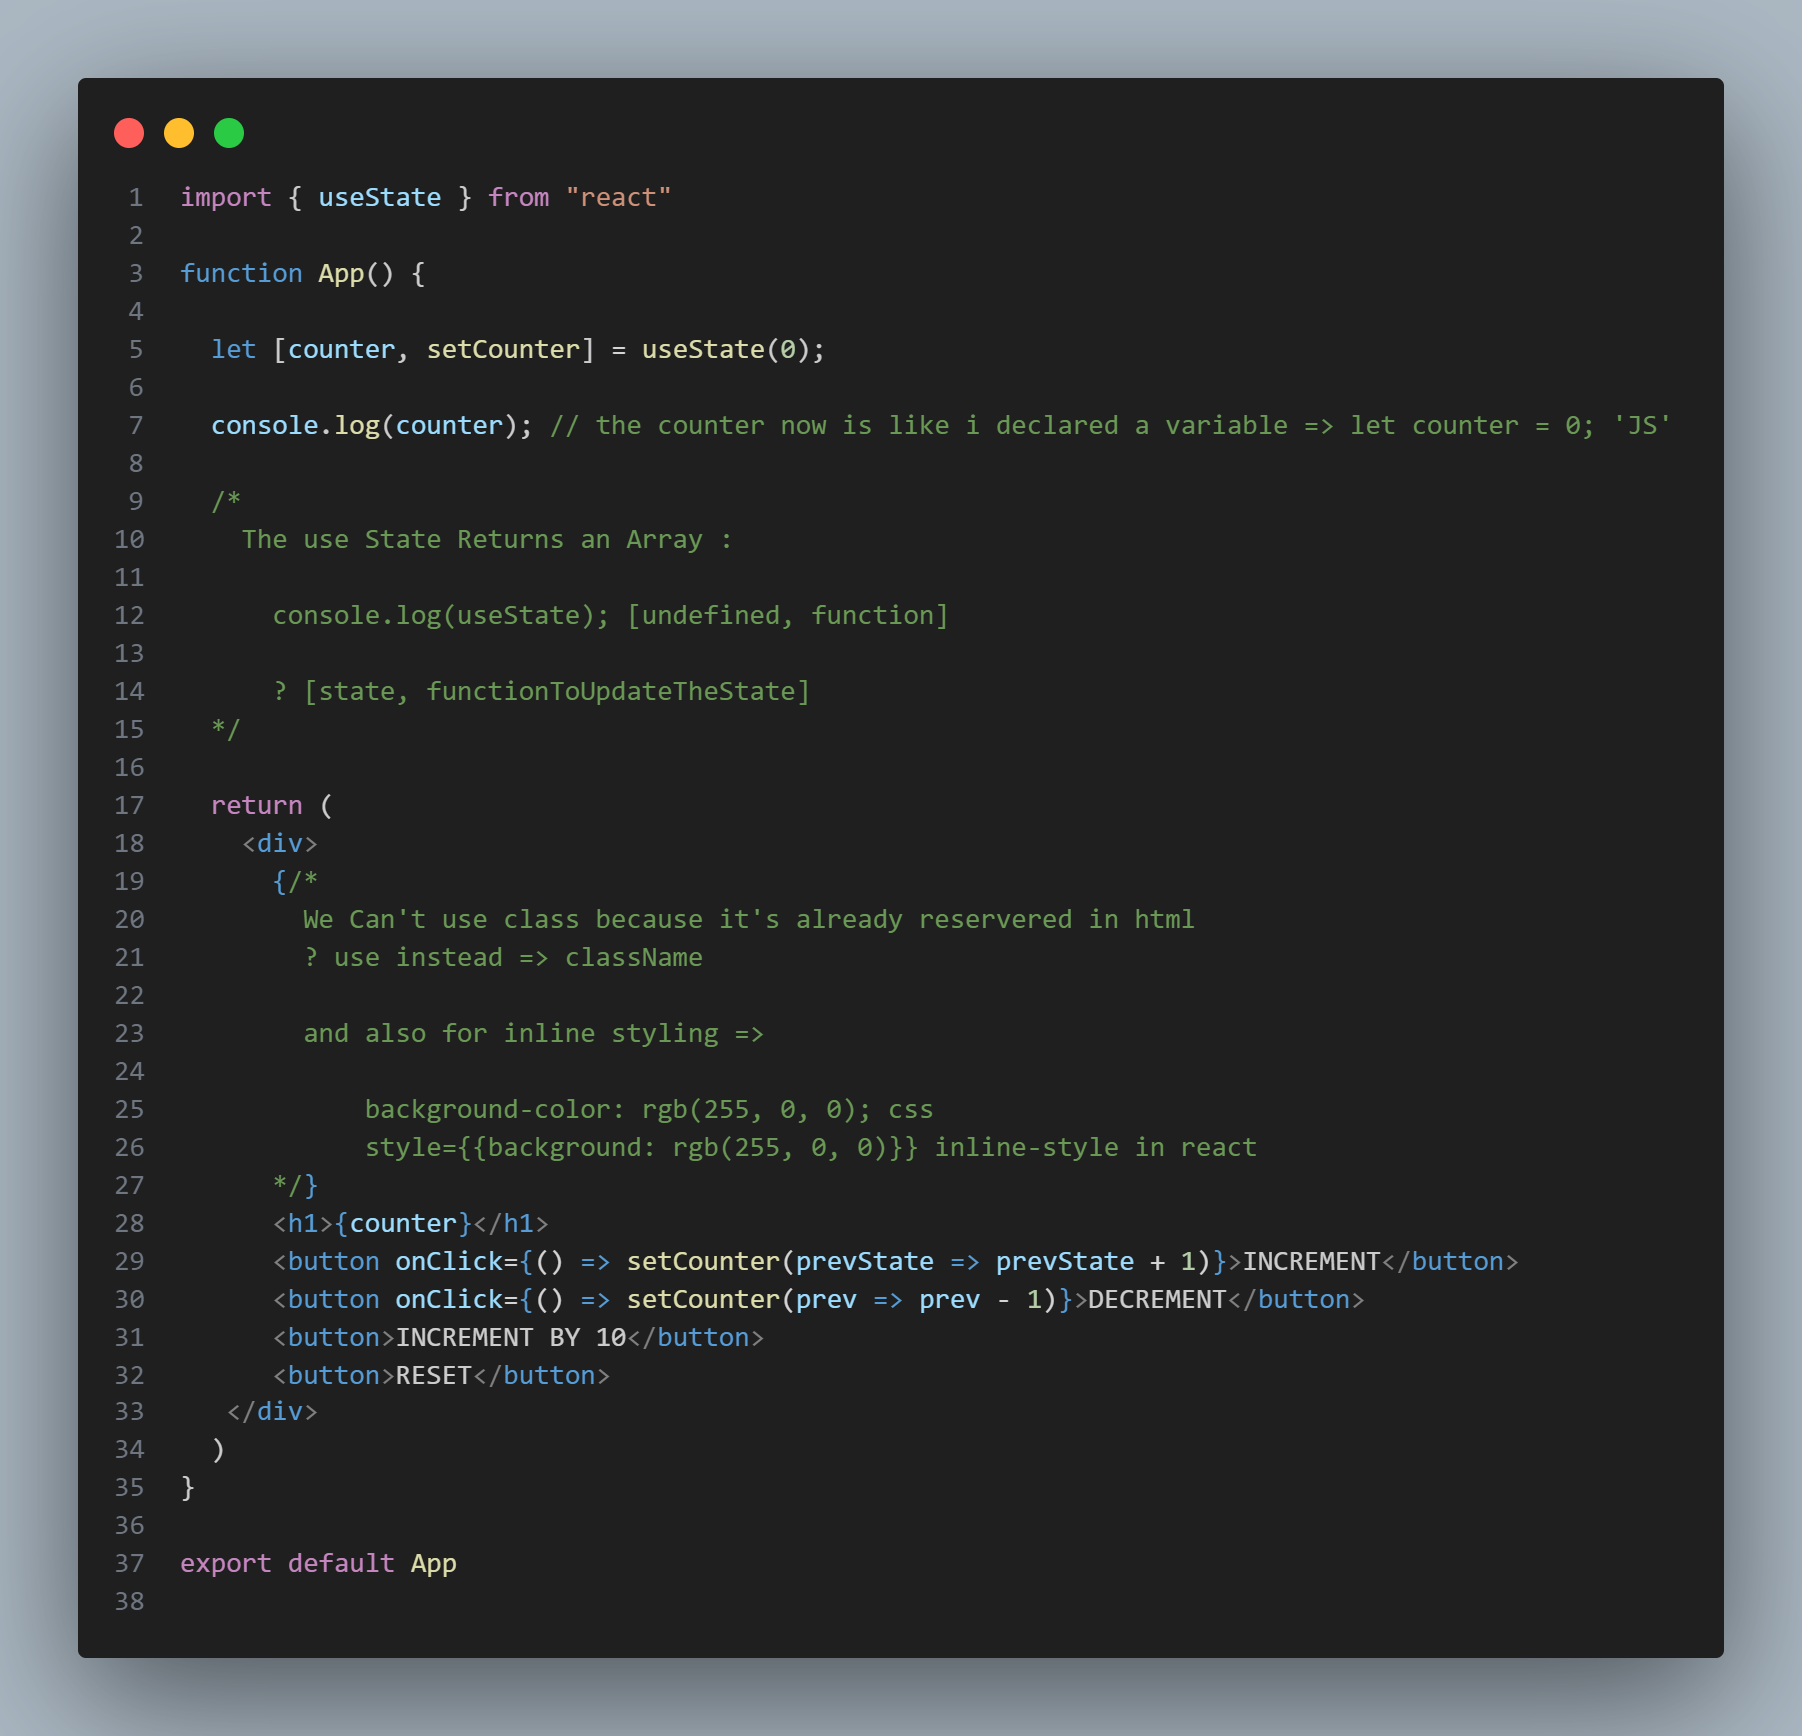 1 import { useState } from "react"
2
3 function App() {
4
5   let [counter, setCounter] = useState(0);
6
7   console.log(counter); // the counter now is like i declared a variable => let counter = 0; 'JS'
8
9   /*
10     The use State Returns an Array :
11
12       console.log(useState); [undefined, function]
13
14       ? [state, functionToUpdateTheState]
15   */
16
17   return (
18     <div>
19       {/*
20         We Can't use class because it's already reservered in html
21         ? use instead => className
22
23         and also for inline styling =>
24
25             background-color: rgb(255, 0, 0); css
26             style={{background: rgb(255, 0, 0)}} inline-style in react
27       */}
28       <h1>{counter}</h1>
29       <button onClick={() => setCounter(prevState => prevState + 1)}>INCREMENT</button>
30       <button onClick={() => setCounter(prev => prev - 1)}>DECREMENT</button>
31       <button>INCREMENT BY 10</button>
32       <button>RESET</button>
33    </div>
34   )
35 }
36
37 export default App
38